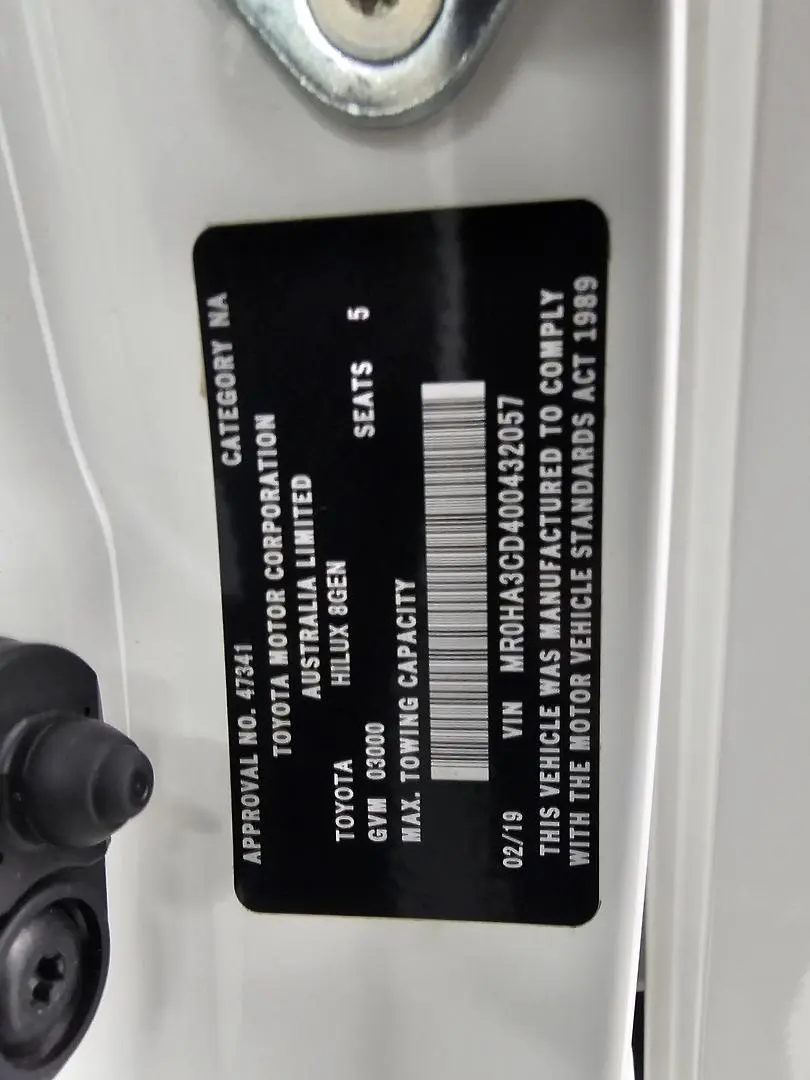 APPROVAL NO. 47341 CATEGORY NA
TOYOTA MOTOR CORPORATION
AUSTRALIA LIMITED
TOYOTA HILUX 8GEN
GVM 03000 SEATS 5
MAX. TOWING CAPACITY
02/19 VIN MR0HA3CD400432057
THIS VEHICLE WAS MANUFACTURED TO COMPLY
WITH THE MOTOR VEHICLE STANDARDS ACT 1989